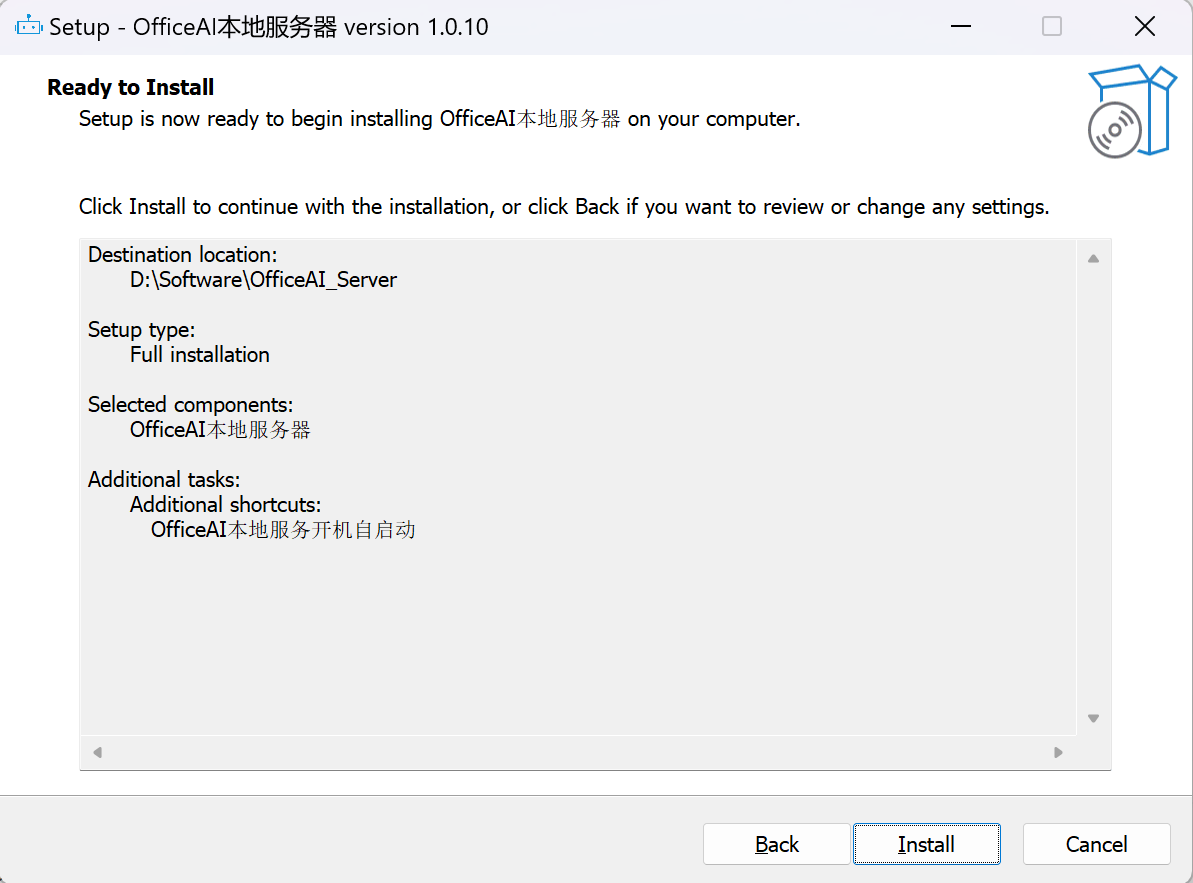 Setup - OfficeAI本地服务器 version 1.0.10
Ready to Install
Setup is now ready to begin installing OfficeAI本地服务器 on your computer.
Click Install to continue with the installation, or click Back if you want to review or change any settings.
Destination location:
D:\Software\OfficeAI_Server
Setup type:
Full installation
Selected components:
OfficeAI本地服务器
Additional tasks:
Additional shortcuts:
OfficeAI本地服务开机自启动
Back
Install
Cancel